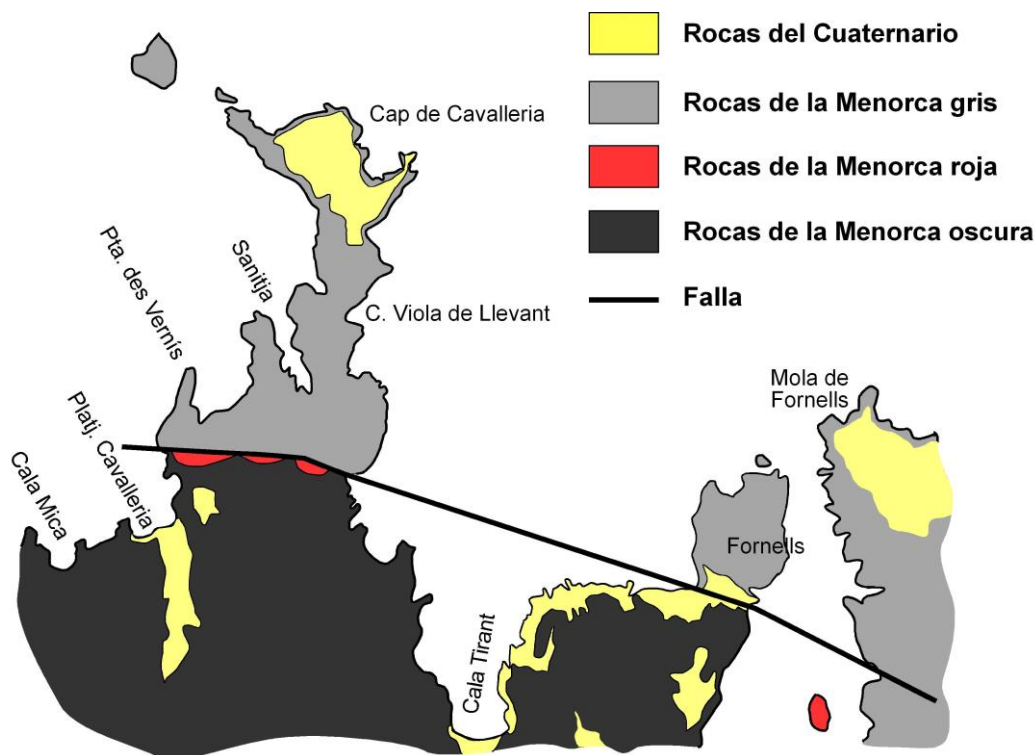 Rocas del Cuaternario
Rocas de la Menorca gris
Rocas de la Menorca roja
Rocas de la Menorca oscura
Falla
Cap de Cavalleria
Sanitja
Pta. des Vernís
C. Viola de Llevant
Platj. Cavalleria
Cala Mica
Mola de
Fornells
Fornells
Cala Tirant